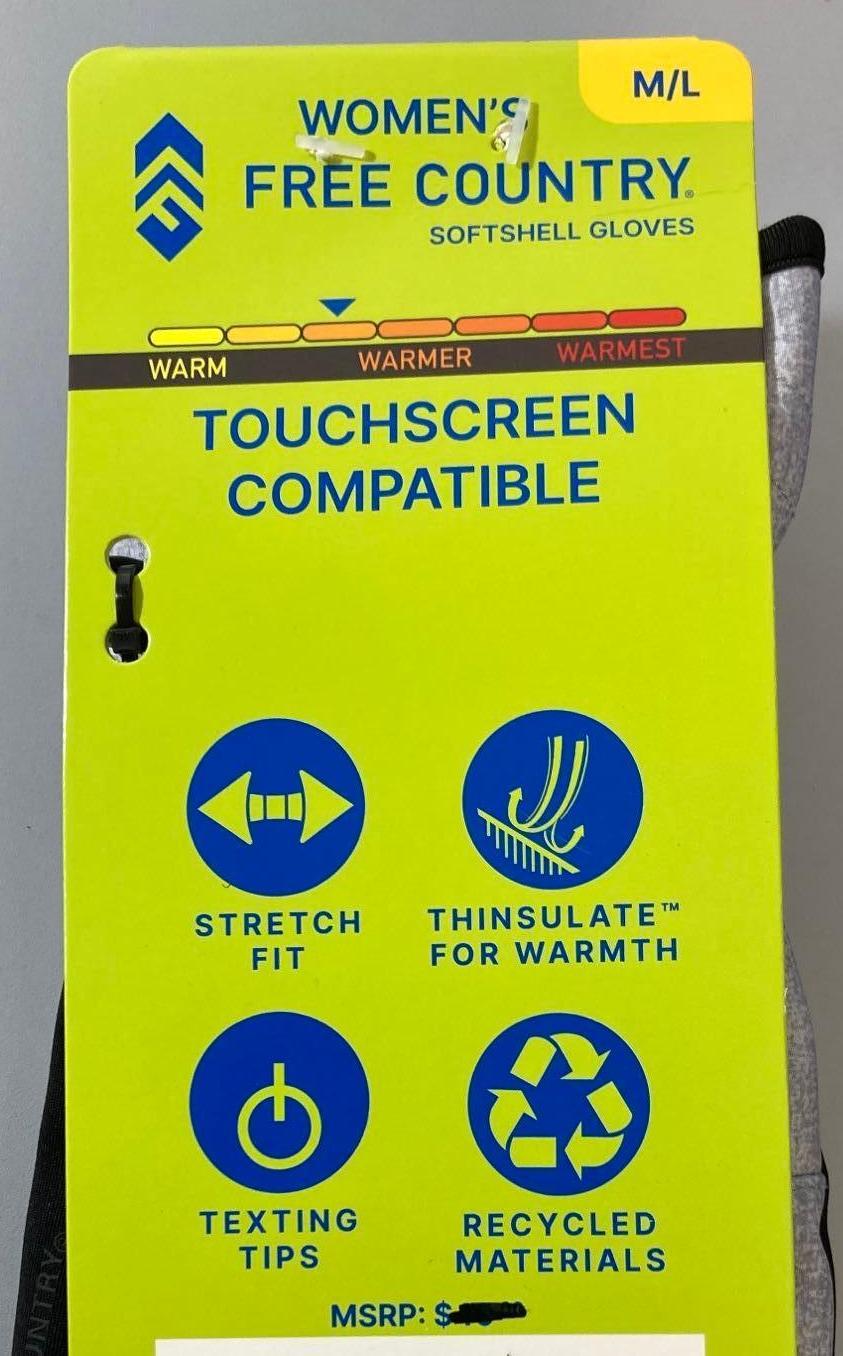 M/L
WOMEN'S
FREE COUNTRY®
SOFTSHELL GLOVES
WARM WARMER WARMEST
TOUCHSCREEN
COMPATIBLE
STRETCH
FIT
THINSULATE™
FOR WARMTH
TEXTING
TIPS
RECYCLED
MATERIALS
MSRP: $